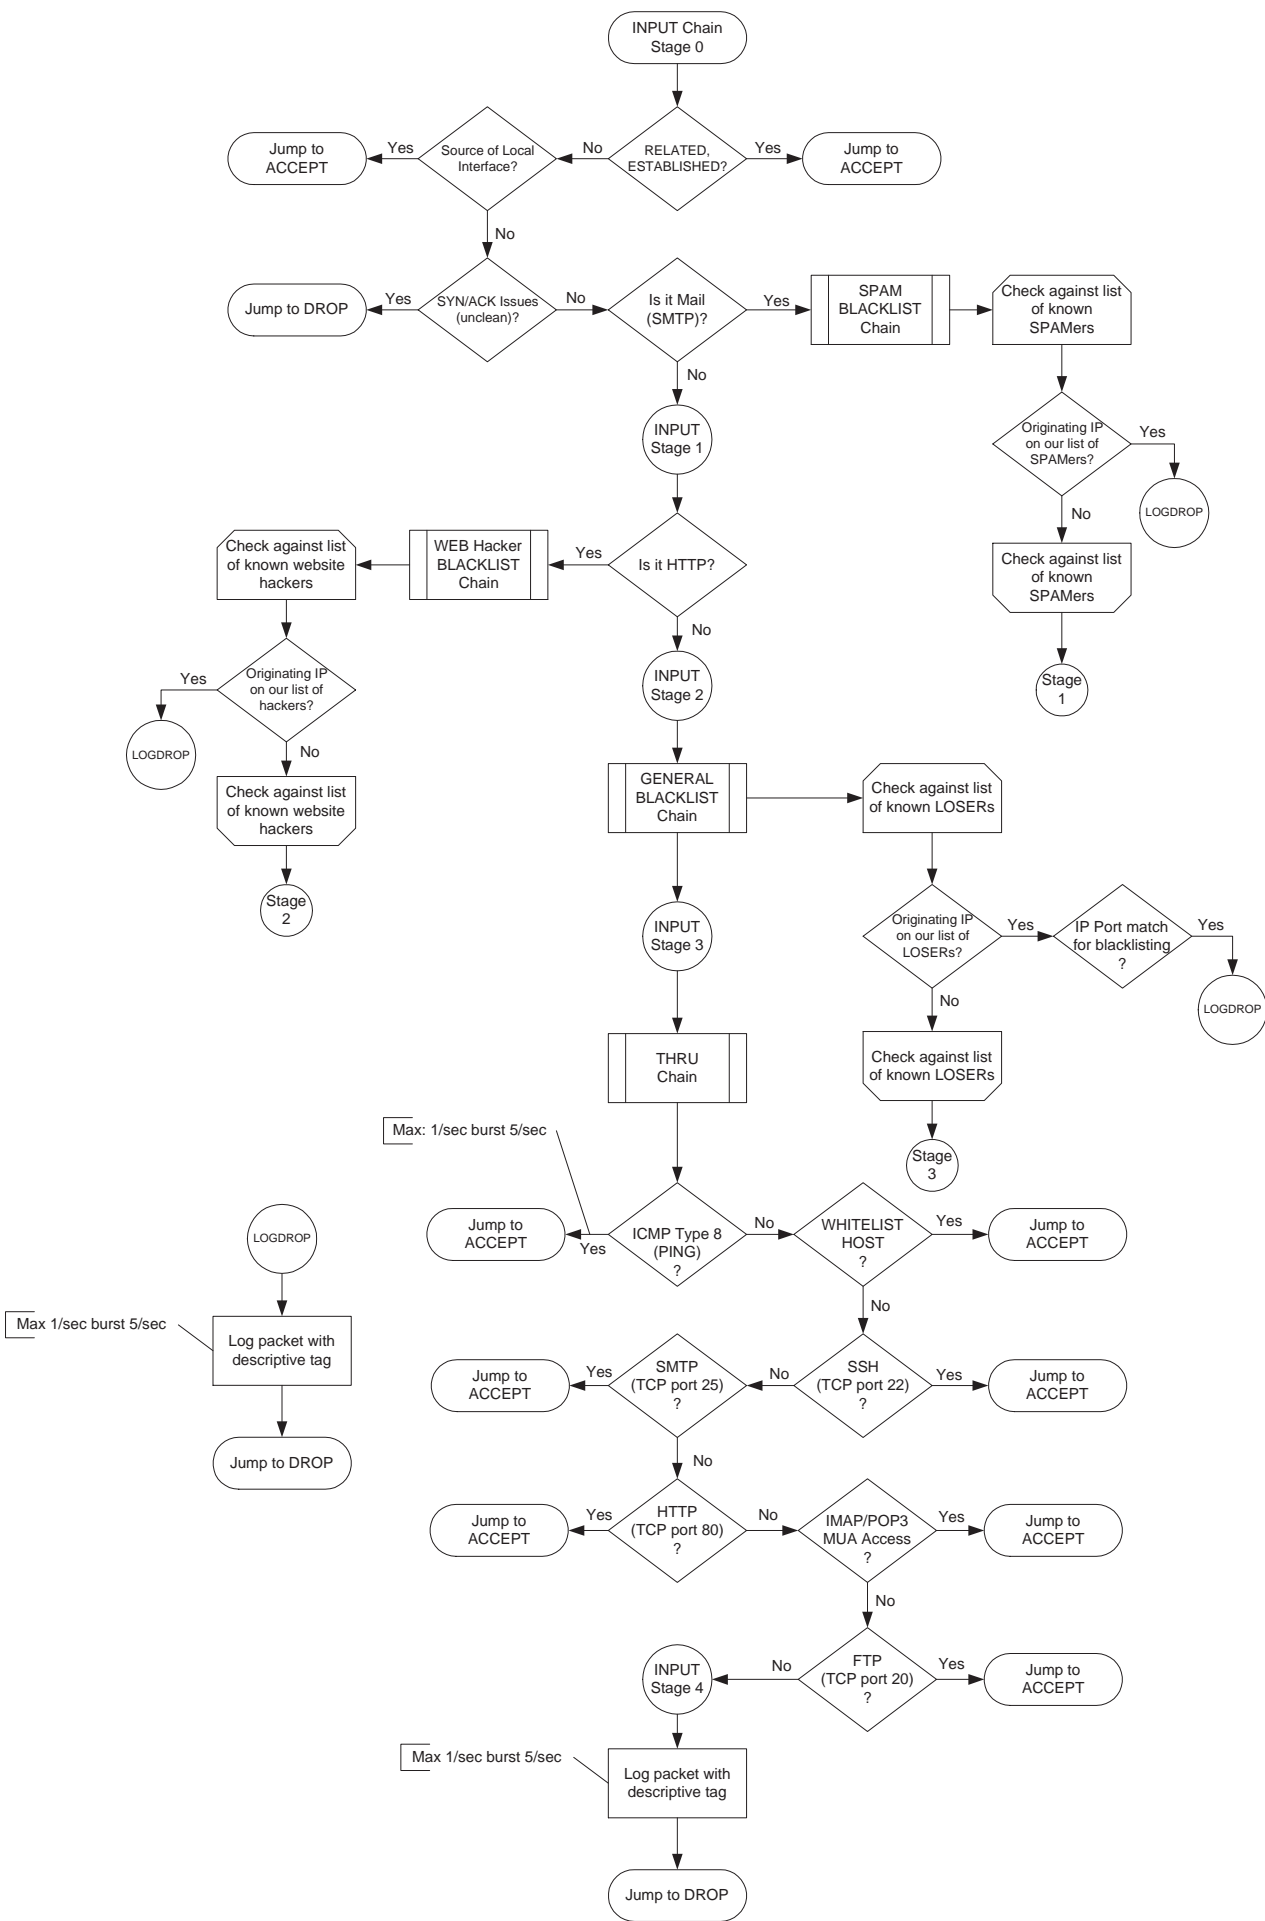 INPUT Chain
Stage 0
Jump to
ACCEPT
Yes
Source of Local
Interface?
No
RELATED,
ESTABLISHED?
Yes
Jump to
ACCEPT
No
Jump to DROP
Yes
SYN/ACK Issues
(unclean)?
No
Is it Mail
(SMTP)?
Yes
SPAM
BLACKLIST
Chain
Check against list
of known
SPAMers
No
INPUT
Stage 1
Originating IP
on our list of
SPAMers?
Yes
LOGDROP
No
Check against list
of known
SPAMers
Stage
1
Check against list
of known website
hackers
WEB Hacker
BLACKLIST
Chain
Yes
Is it HTTP?
No
INPUT
Stage 2
Yes
Originating IP
on our list of
hackers?
LOGDROP
No
Check against list
of known website
hackers
Stage
2
GENERAL
BLACKLIST
Chain
Check against list
of known LOSERs
INPUT
Stage 3
Originating IP
on our list of
LOSERs?
Yes
IP Port match
for blacklisting
?
Yes
LOGDROP
No
Check against list
of known LOSERs
Stage
3
THRU
Chain
Max: 1/sec burst 5/sec
Jump to
ACCEPT
Yes
ICMP Type 8
(PING)
?
No
WHITELIST
HOST
?
Yes
Jump to
ACCEPT
No
LOGDROP
Max 1/sec burst 5/sec
Log packet with
descriptive tag
Jump to DROP
Jump to
ACCEPT
Yes
SMTP
(TCP port 25)
?
No
SSH
(TCP port 22)
?
Yes
Jump to
ACCEPT
No
Jump to
ACCEPT
Yes
HTTP
(TCP port 80)
?
No
IMAP/POP3
MUA Access
?
Yes
Jump to
ACCEPT
No
INPUT
Stage 4
No
FTP
(TCP port 20)
?
Yes
Jump to
ACCEPT
Max 1/sec burst 5/sec
Log packet with
descriptive tag
Jump to DROP